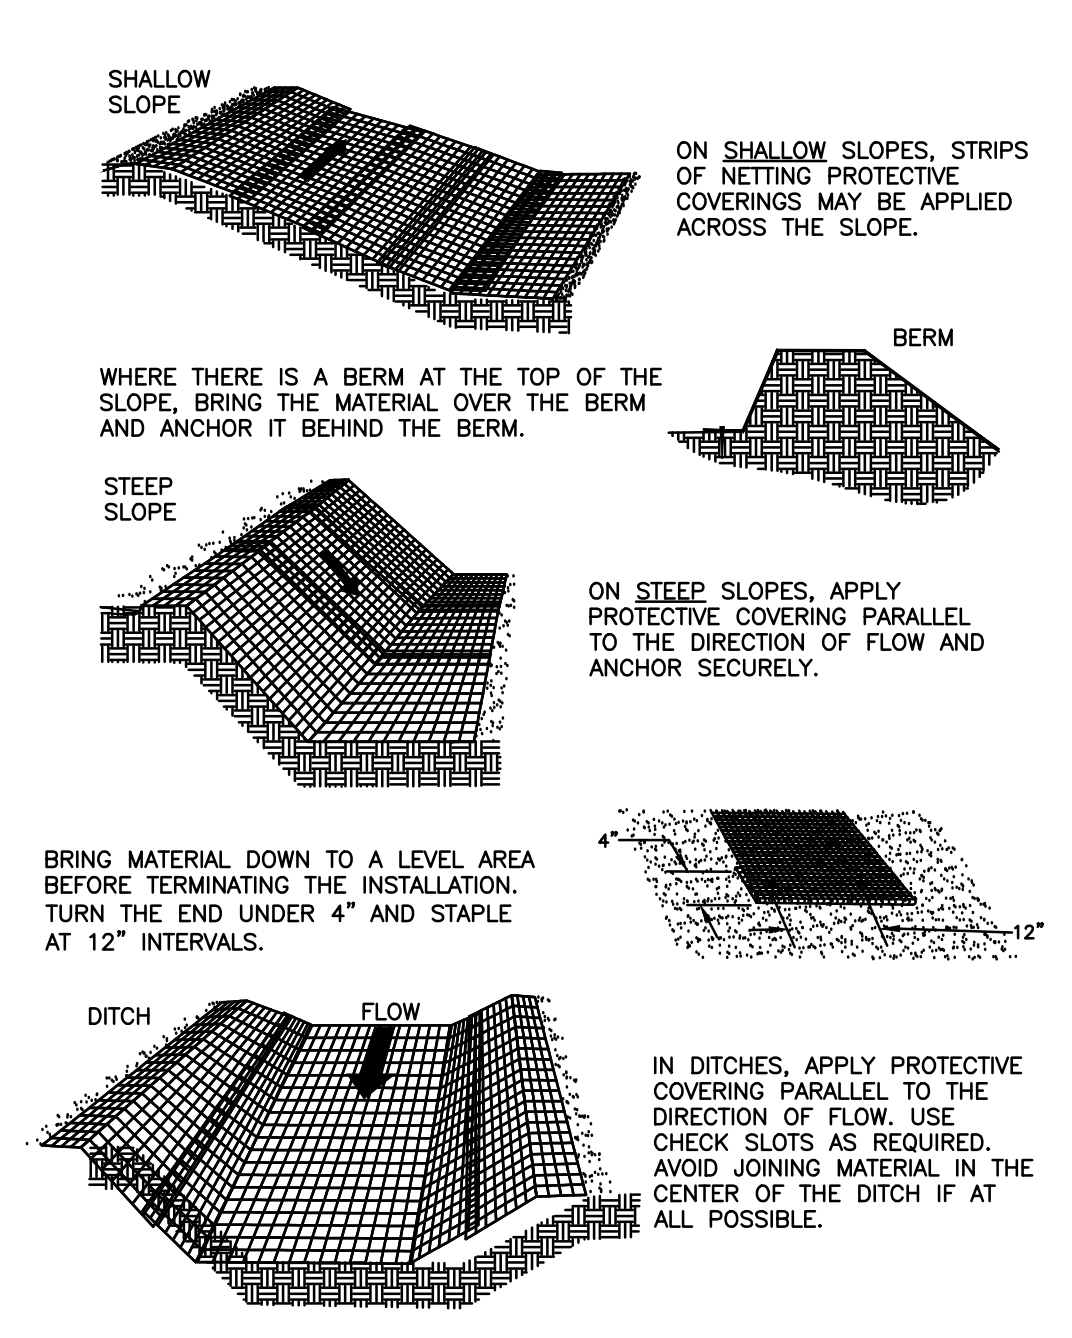 SHALLOW
SLOPE
ON SHALLOW SLOPES, STRIPS
OF NETTING PROTECTIVE
COVERINGS MAY BE APPLIED
ACROSS THE SLOPE.
BERM
WHERE THERE IS A BERM AT THE TOP OF THE
SLOPE, BRING THE MATERIAL OVER THE BERM
AND ANCHOR IT BEHIND THE BERM.
STEEP
SLOPE
ON STEEP SLOPES, APPLY
PROTECTIVE COVERING PARALLEL
TO THE DIRECTION OF FLOW AND
ANCHOR SECURELY.
4"
BRING MATERIAL DOWN TO A LEVEL AREA
BEFORE TERMINATING THE INSTALLATION.
TURN THE END UNDER 4" AND STAPLE
AT 12" INTERVALS.
12"
DITCH
FLOW
IN DITCHES, APPLY PROTECTIVE
COVERING PARALLEL TO THE
DIRECTION OF FLOW. USE
CHECK SLOTS AS REQUIRED.
AVOID JOINING MATERIAL IN THE
CENTER OF THE DITCH IF AT
ALL POSSIBLE.